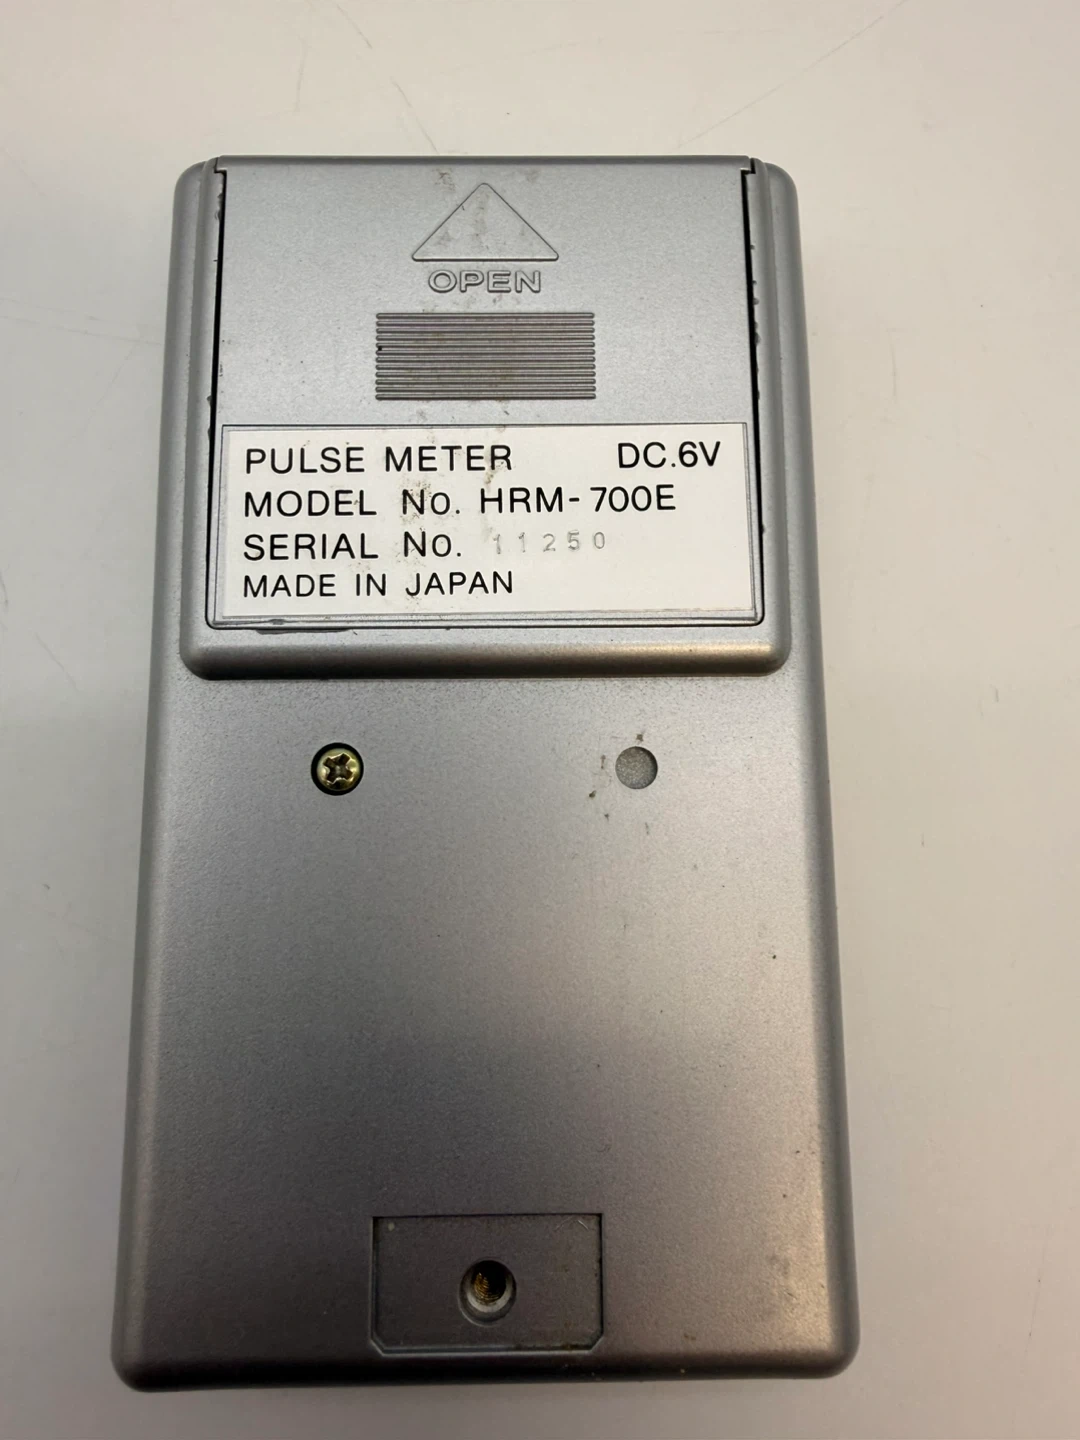 OPEN
PULSE METER DC.6V
MODEL No. HRM-700E
SERIAL No. 11250
MADE IN JAPAN